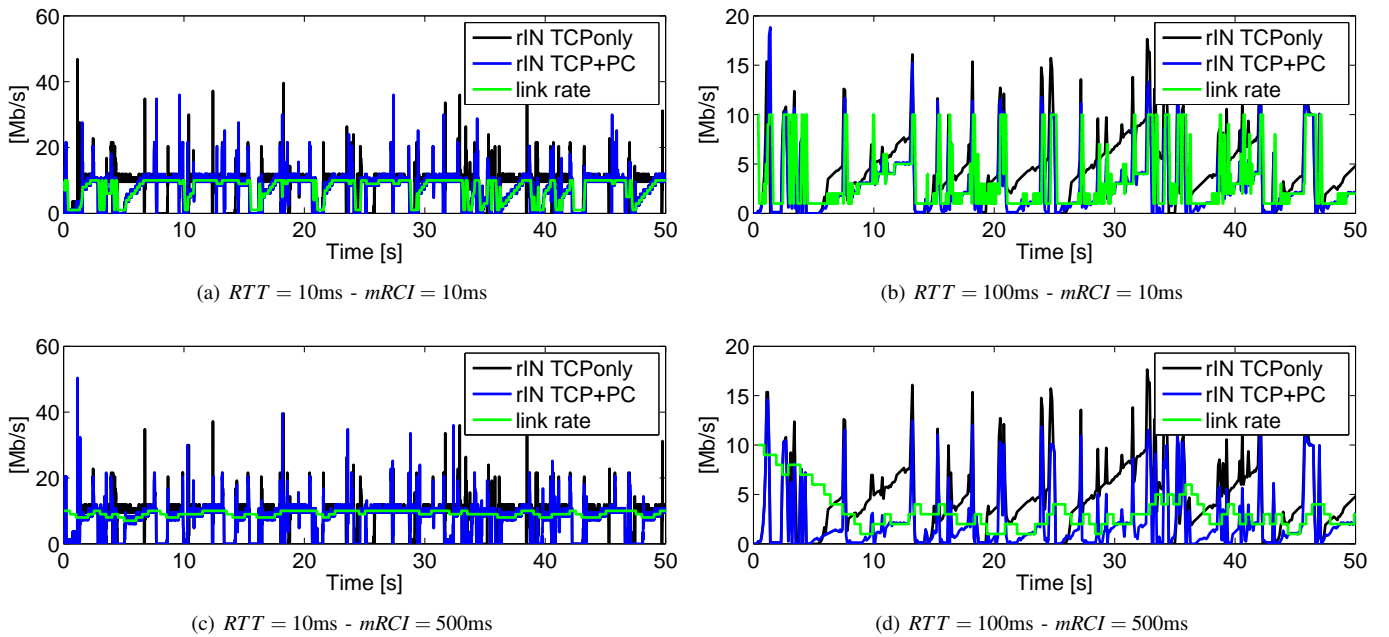 60
40
20
0
[Mb/s]
rIN TCPonly
rIN TCP+PC
link rate
0 10 20 30 40 50
Time [s]
(a) RTT = 10ms - mRCI = 10ms
20
15
10
5
0
[Mb/s]
rIN TCPonly
rIN TCP+PC
link rate
0 10 20 30 40 50
Time [s]
(b) RTT = 100ms - mRCI = 10ms
60
40
20
0
[Mb/s]
rIN TCPonly
rIN TCP+PC
link rate
0 10 20 30 40 50
Time [s]
(c) RTT = 10ms - mRCI = 500ms
20
15
10
5
0
[Mb/s]
rIN TCPonly
rIN TCP+PC
link rate
0 10 20 30 40 50
Time [s]
(d) RTT = 100ms - mRCI = 500ms